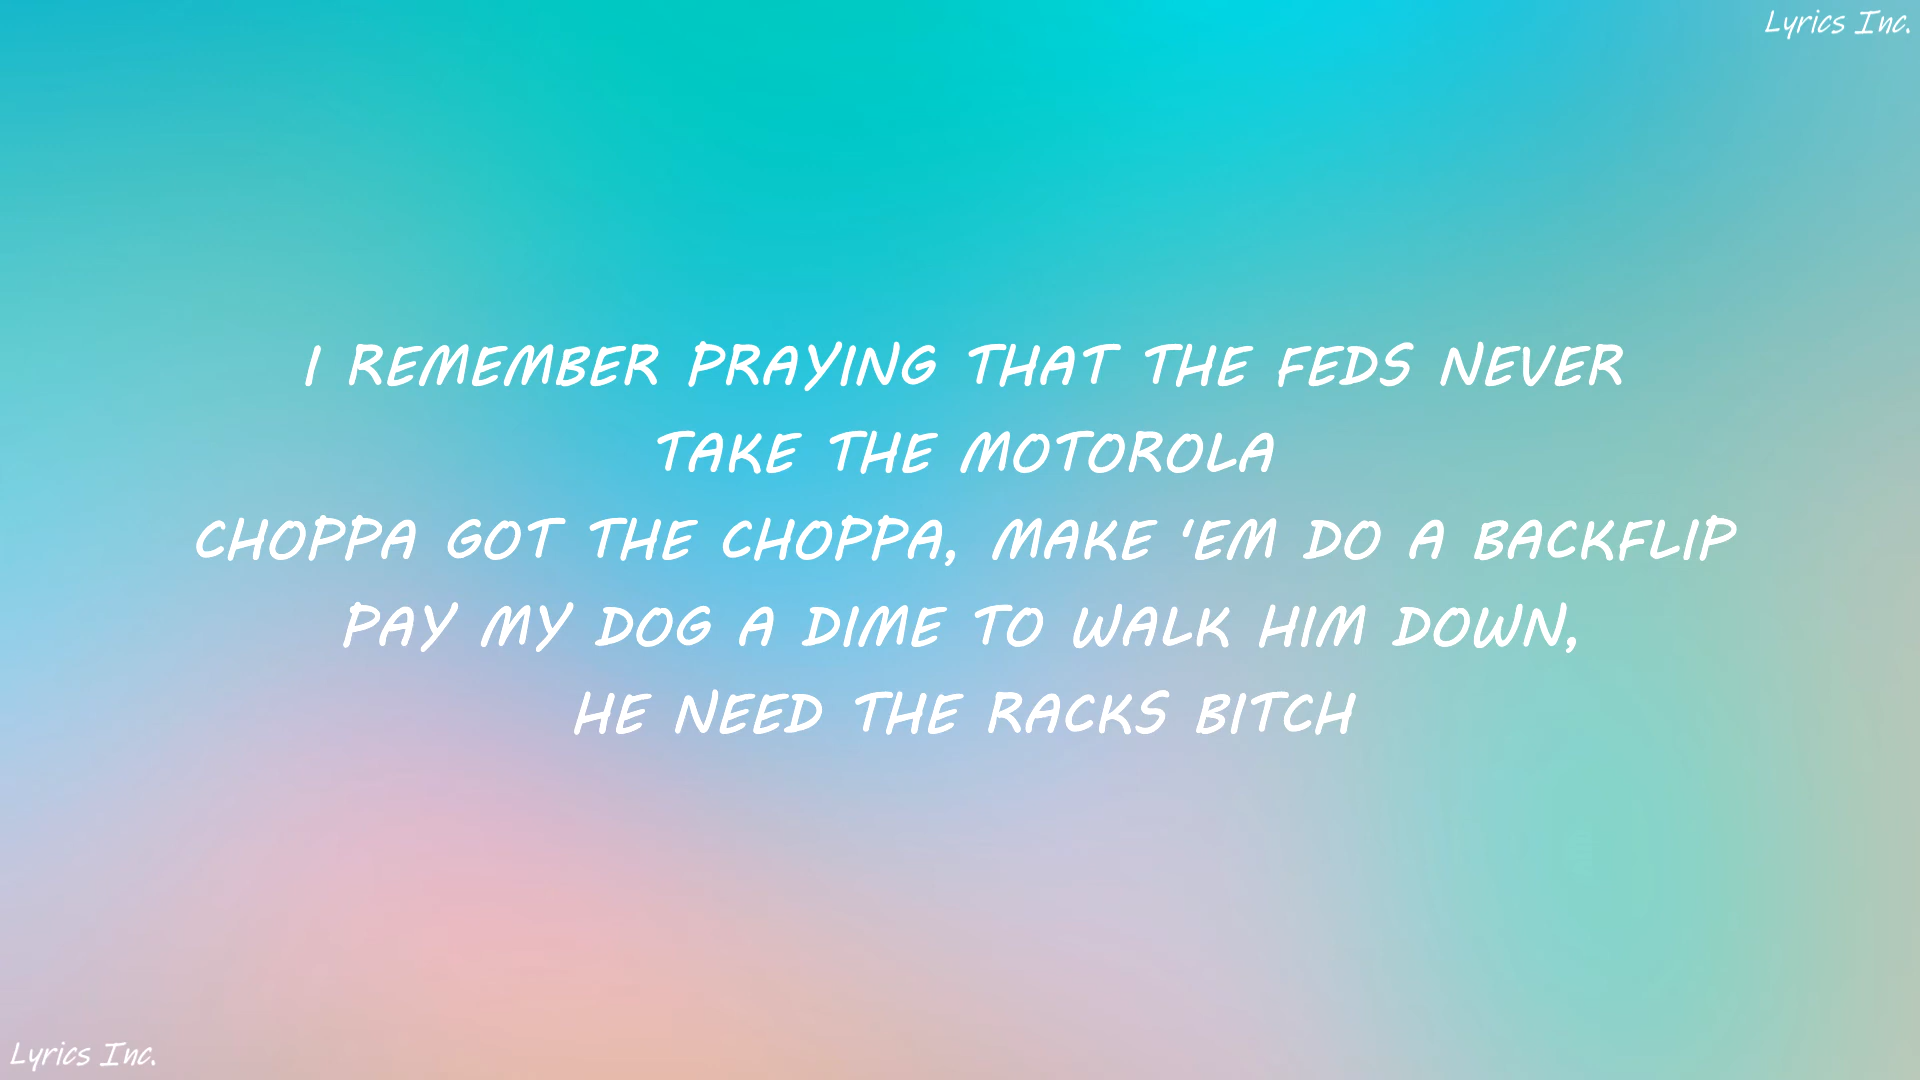 Lyrics Inc.
I REMEMBER PRAYING THAT THE FEDS NEVER
TAKE THE MOTOROLA
CHOPPA GOT THE CHOPPA, MAKE 'EM DO A BACKFLIP
PAY MY DOG A DIME TO WALK HIM DOWN,
HE NEED THE RACKS BITCH
Lyrics Inc.